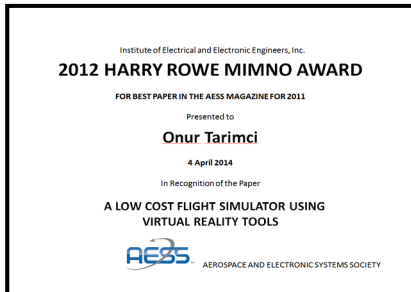 Institute of Electrical and Electronic Engineers, Inc.
2012 HARRY ROWE MIMNO AWARD
FOR BEST PAPER IN THE AESS MAGAZINE FOR 2011
Presented to
Onur Tarimci
4 April 2014
In Recognition of the Paper
A LOW COST FLIGHT SIMULATOR USING
VIRTUAL REALITY TOOLS
AESS AEROSPACE AND ELECTRONIC SYSTEMS SOCIETY